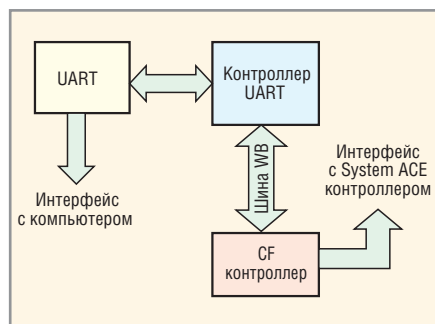 UART
Контроллер
UART
Интерфейс
с компьютером
Шина WB
Интерфейс
с System ACE
контроллером
CF
контроллер